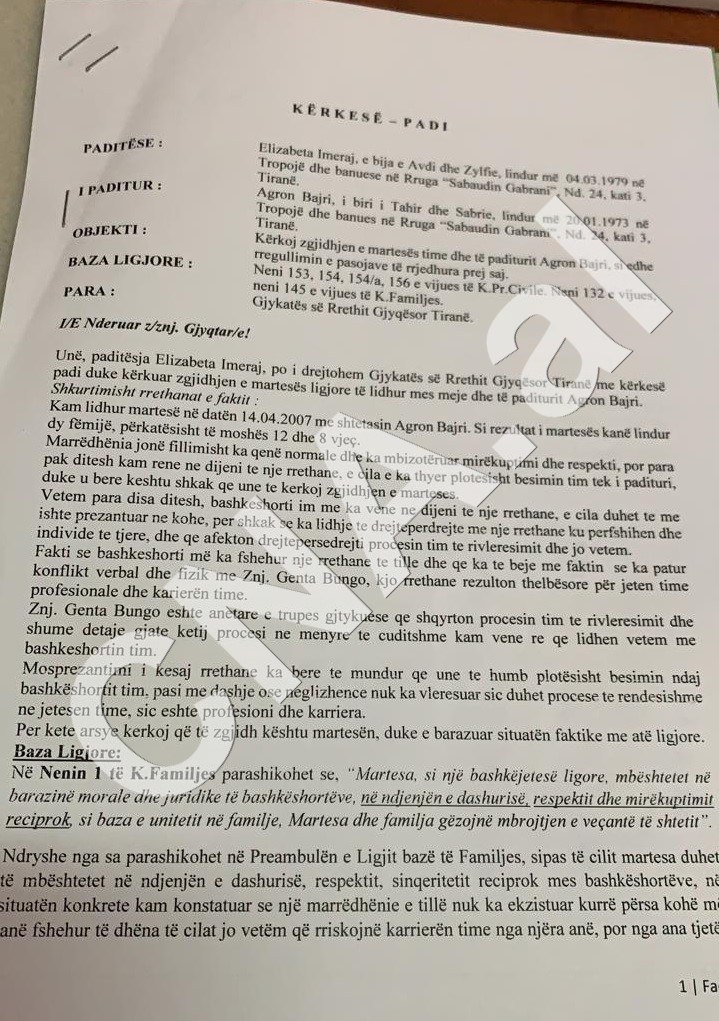 KËRKESË – PADI
PADITËSE :
Elizabeta Imeraj, e bija e Avdi dhe Zylfie, lindur më 04.03.1979 në
Tropojë dhe banuese në Rruga “Sabaudin Gabrani”, Nd. 24, kati 3,
Tiranë.
I PADITUR :
Agron Bajri, i biri i Tahir dhe Sabrie, lindur më 20.01.1973 në
Tropojë dhe banues në Rruga “Sabaudin Gabrani”, Nd. 24, kati 3,
Tiranë.
OBJEKTI :
Kërkoj zgjidhjen e martesës time dhe të paditurit Agron Bajri, si edhe
rregullimin e pasojave të rrjedhura prej saj.
BAZA LIGJORE :
Neni 153, 154, 154/a, 156 e vijues të K.Pr.Civile. Neni 132 e vijues,
neni 145 e vijues të K.Familjes.
PARA :
Gjykatës së Rrethit Gjyqësor Tiranë.
I/E Nderuar z/znj. Gjyqtar/e!
Unë, paditësja Elizabeta Imeraj, po i drejtohem Gjykatës së Rrethit Gjyqësor Tiranë me kërkesë
padi duke kërkuar zgjidhjen e martesës ligjore të lidhur mes meje dhe të paditurit Agron Bajri.
Shkurtimisht rrethanat e faktit :
Kam lidhur martesë në datën 14.04.2007 me shtetasin Agron Bajri. Si rezultat i martesës kanë lindur
dy fëmijë, përkatësisht të moshës 12 dhe 8 vjeç.
Marrëdhënia jonë fillimisht ka qenë normale dhe ka mbizotëruar mirëkuptimi dhe respekti, por para
pak ditesh kam rene ne dijeni te nje rrethane, e cila e ka thyer plotesisht besimin tim tek i padituri,
duke u bere keshtu shkak qe une te kerkoj zgjidhjen e marteses.
Vetem para disa ditesh, bashkeshorti im me ka vene ne dijeni te nje rrethane, e cila duhet te me
ishte prezantuar ne kohe, per shkak se ka lidhje te drejteperdrejte me nje rrethane ku perfshihen dhe
individe te tjere, dhe qe afekton drejtepersedrejti procesin tim te rivleresimit dhe jo vetem.
Fakti se bashkeshorti më ka fshehur nje rrethane te tille dhe qe ka te beje me faktin se ka patur
konflikt verbal dhe fizik me Znj. Genta Bungo, kjo rrethane rezulton thelbësore për jeten time
profesionale dhe karierën time.
Znj. Genta Bungo eshte anëtare e trupes gjtykuese qe shqyrton procesin tim te rivleresimit dhe
shume detaje gjate ketij procesi ne menyre te cuditshme kam vene re qe lidhen vetem me
bashkeshortin tim.
Mosprezantimi i kesaj rrethane ka bere te mundur qe une te humb plotësisht besimin ndaj
bashkëshortit tim, pasi me dashje ose neglizhence nuk ka vleresuar sic duhet procese te rendesishme
ne jetesen time, sic eshte profesioni dhe karriera.
Per kete arsye kerkoj që të zgjidh kështu martesën, duke e barazuar situatën faktike me atë ligjore.
Baza Ligjore:
Në Nenin 1 të K.Familjes parashikohet se, “Martesa, si një bashkëjetesë ligjore, mbështetet në
barazinë morale dhe juridike të bashkëshortëve, në ndjenjën e dashurisë, respektit dhe mirëkuptimit
reciprok, si baza e unitetit në familje, Martesa dhe familja gëzojnë mbrojtjen e veçantë të shtetit”.
Ndryshe nga sa parashikohet në Preambulën e Ligjit bazë të Familjes, sipas të cilit martesa duhet
të mbështetet në ndjenjën e dashurisë, respektit, sinqeritetit reciprok mes bashkëshortëve, në
situatën konkrete kam konstatuar se një marrëdhënie e tillë nuk ka ekzistuar kurrë përsa kohë më
anë fshehur të dhëna të cilat jo vetëm që rriskojnë karrierën time nga njëra anë, por nga ana tjetë
1 | Fa
CNA.al